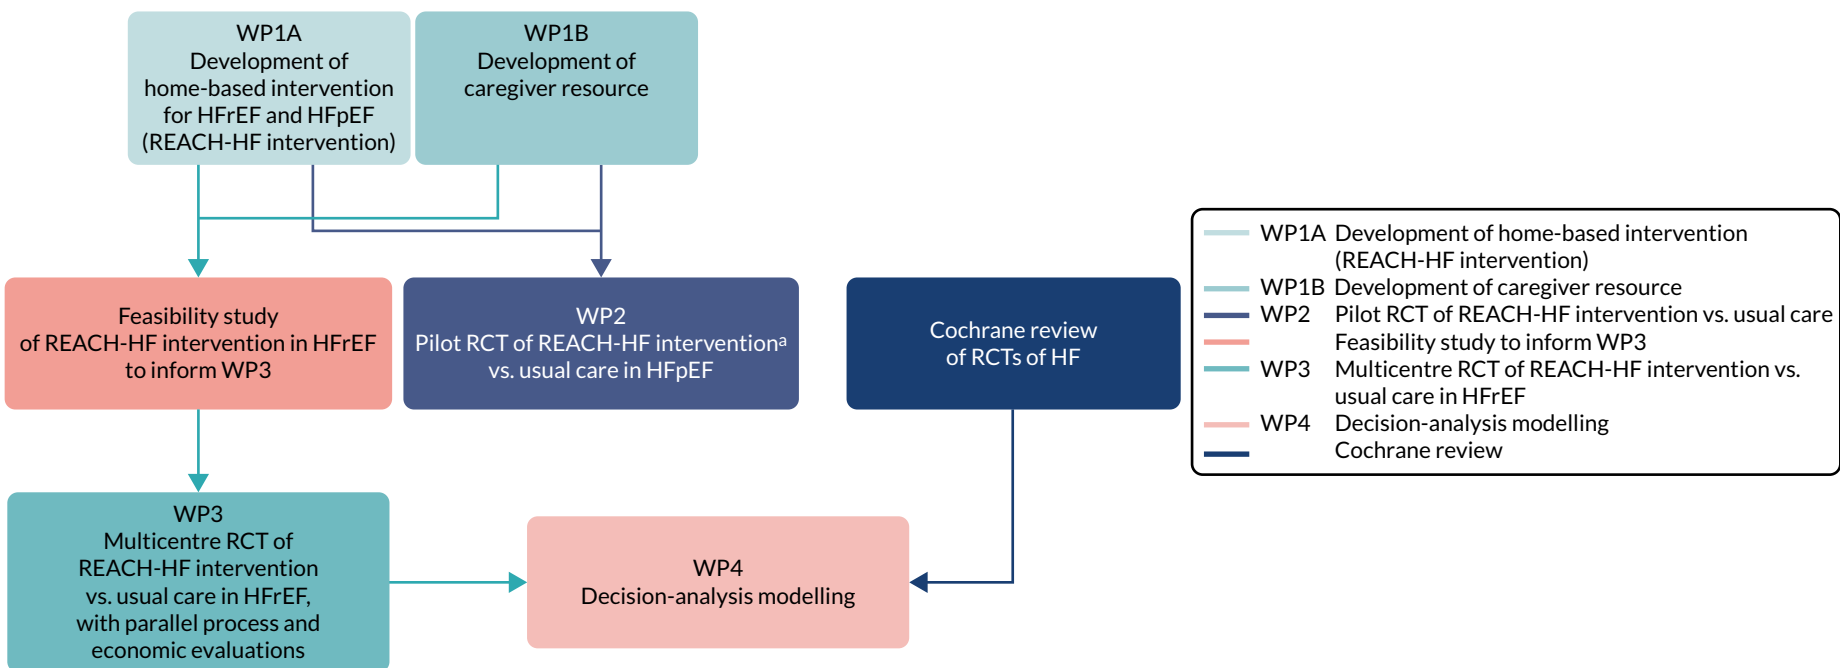 WP1A
Development of
home-based intervention
for HFrEF and HFpEF
(REACH-HF intervention)
WP1B
Development of
caregiver resource
Feasibility study
of REACH-HF intervention in HFrEF
to inform WP3
WP2
Pilot RCT of REACH-HF interventionᵃ
vs. usual care in HFpEF
Cochrane review
of RCTs of HF
WP3
Multicentre RCT of
REACH-HF intervention
vs. usual care in HFrEF,
with parallel process and
economic evaluations
WP4
Decision-analysis modelling
WP1A Development of home-based intervention
(REACH-HF intervention)
WP1B Development of caregiver resource
WP2 Pilot RCT of REACH-HF intervention vs. usual care
Feasibility study to inform WP3
WP3 Multicentre RCT of REACH-HF intervention vs.
usual care in HFrEF
WP4 Decision-analysis modelling
Cochrane review